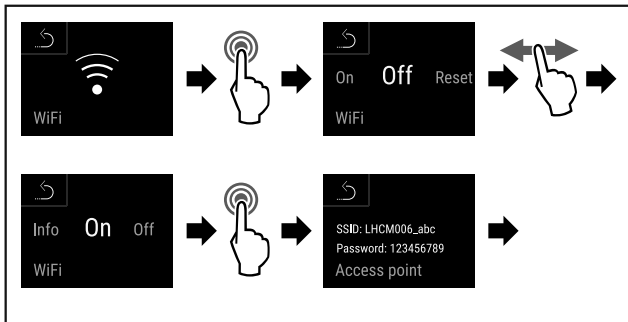 WiFi
On Off Reset
WiFi
Info On Off
WiFi
SSID: LHCM006_abc
Password: 123456789
Access point